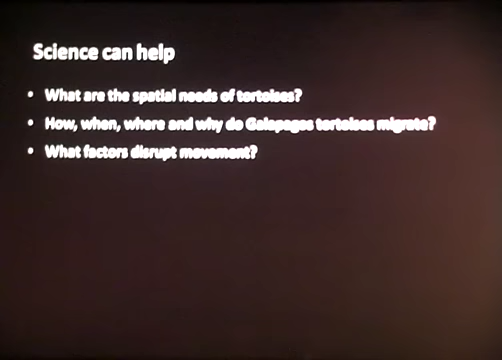 Science can help
• What are the spatial needs of tortoises?
• How, when, where and why do Galapagos tortoises migrate?
• What factors disrupt movement?